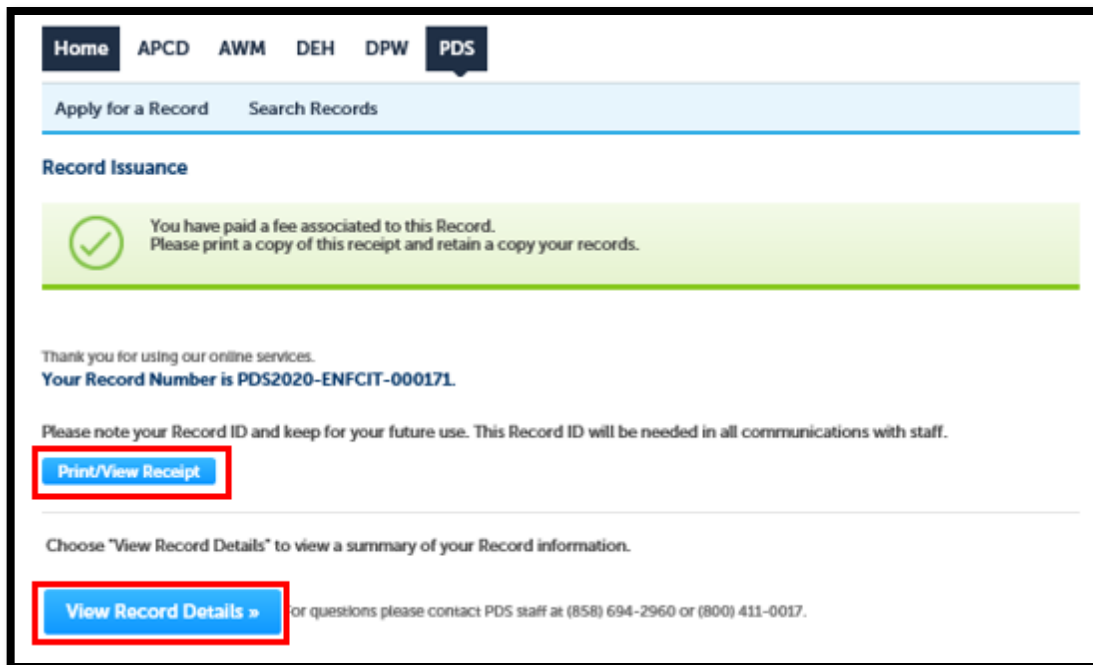 Home APCD AWM DEH DPW PDS
Apply for a Record Search Records
Record Issuance
You have paid a fee associated to this Record.
Please print a copy of this receipt and retain a copy your records.
Thank you for using our online services.
Your Record Number is PDS2020-ENFCIT-000171.
Please note your Record ID and keep for your future use. This Record ID will be needed in all communications with staff.
Print/View Receipt
Choose "View Record Details" to view a summary of your Record information.
View Record Details » or questions please contact PDS staff at (858) 694-2960 or (800) 411-0017.